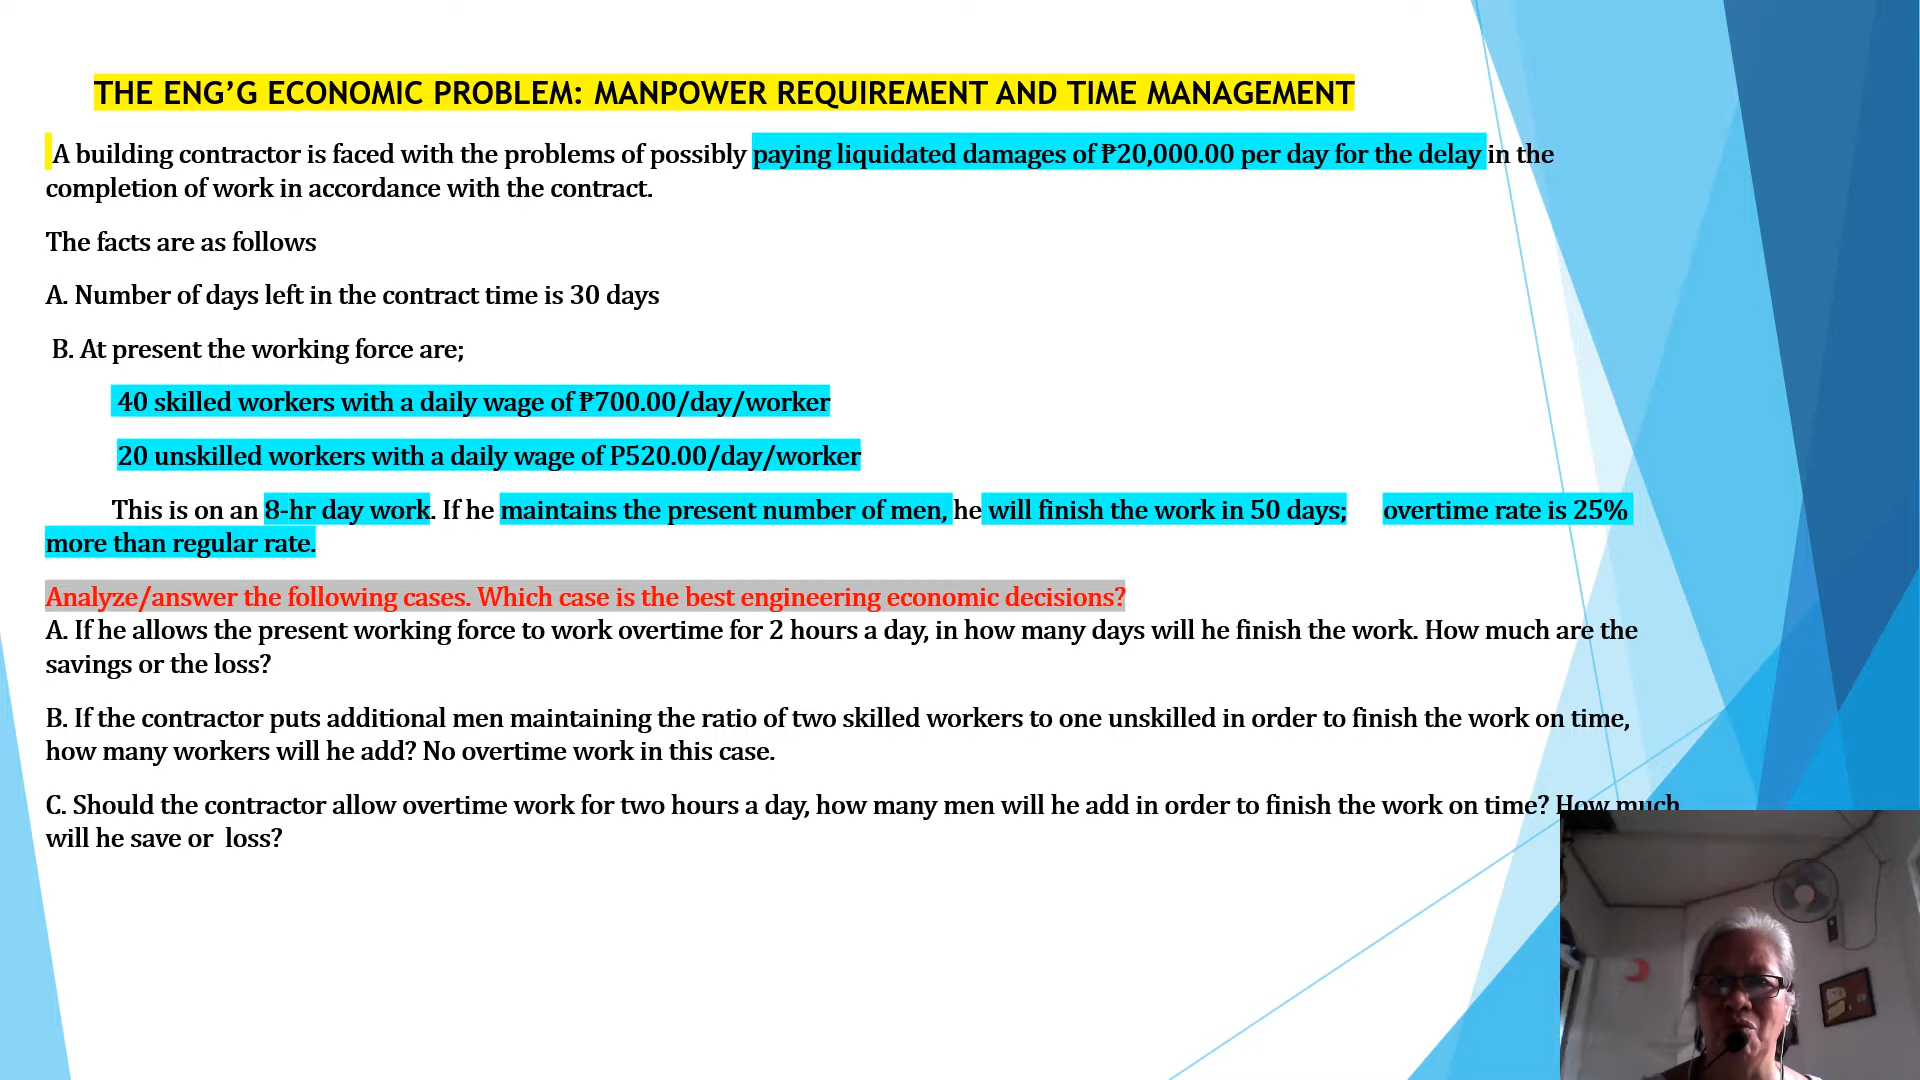 THE ENG’G ECONOMIC PROBLEM: MANPOWER REQUIREMENT AND TIME MANAGEMENT
A building contractor is faced with the problems of possibly paying liquidated damages of ₱20,000.00 per day for the delay in the
completion of work in accordance with the contract.
The facts are as follows
A. Number of days left in the contract time is 30 days
B. At present the working force are;
40 skilled workers with a daily wage of ₱700.00/day/worker
20 unskilled workers with a daily wage of P520.00/day/worker
This is on an 8-hr day work. If he maintains the present number of men, he will finish the work in 50 days; overtime rate is 25%
more than regular rate.
Analyze/answer the following cases. Which case is the best engineering economic decisions?
A. If he allows the present working force to work overtime for 2 hours a day, in how many days will he finish the work. How much are the
savings or the loss?
B. If the contractor puts additional men maintaining the ratio of two skilled workers to one unskilled in order to finish the work on time,
how many workers will he add? No overtime work in this case.
C. Should the contractor allow overtime work for two hours a day, how many men will he add in order to finish the work on time? How much
will he save or loss?